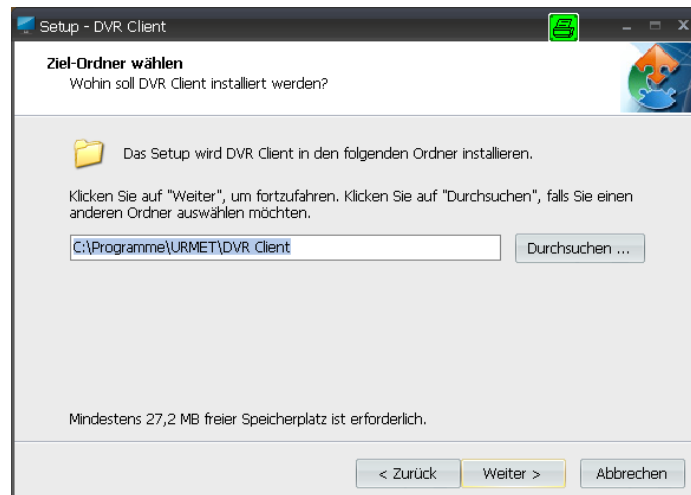 Setup - DVR Client
Ziel-Ordner wählen
Wohin soll DVR Client installiert werden?
Das Setup wird DVR Client in den folgenden Ordner installieren.
Klicken Sie auf "Weiter", um fortzufahren. Klicken Sie auf "Durchsuchen", falls Sie einen
anderen Ordner auswählen möchten.
C:\Programme\URMET\DVR Client
Durchsuchen ...
Mindestens 27,2 MB freier Speicherplatz ist erforderlich.
< Zurück
Weiter >
Abbrechen